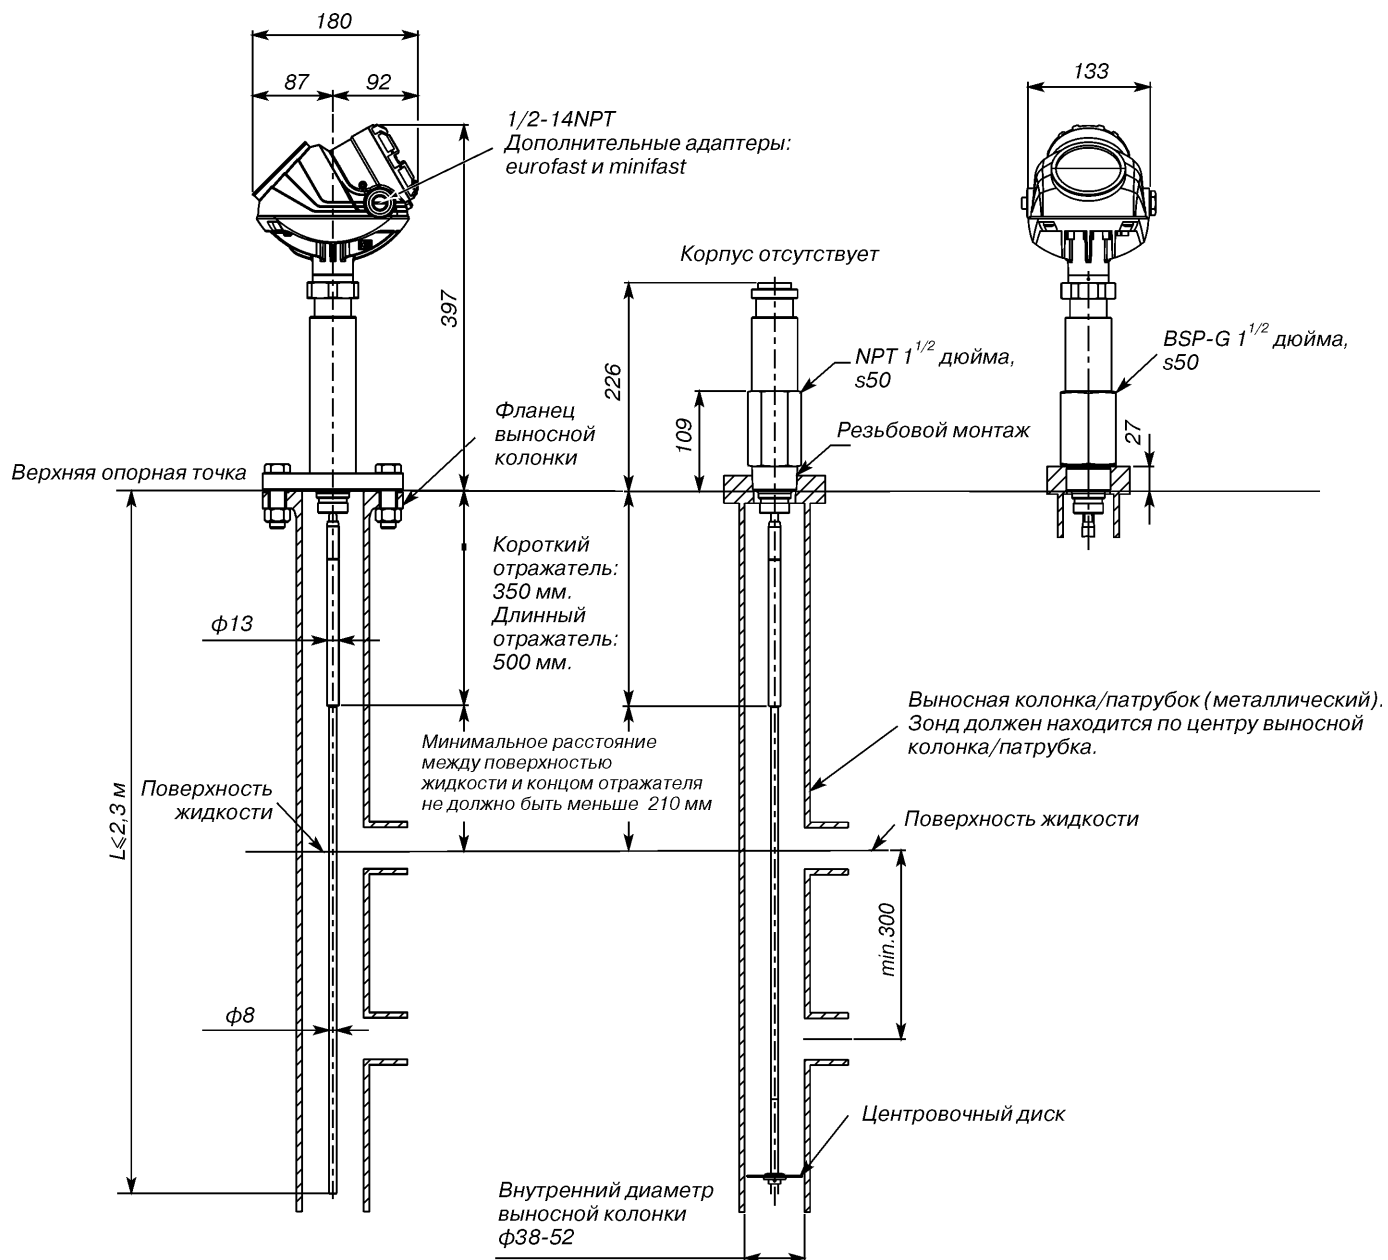 180
87
92
133
1/2-14NPT
Дополнительные адаптеры:
eurofast и minifast
Корпус отсутствует
397
226
109
27
NPT 1 1/2 дюйма,
s50
BSP-G 1 1/2 дюйма,
s50
Фланец
выносной
колонки
Резьбовой монтаж
Верхняя опорная точка
Короткий
отражатель:
350 мм.
Длинный
отражатель:
500 мм.
ф13
Выносная колонка/патрубок (металлический).
Зонд должен находится по центру выносной
колонка/патрубка.
Минимальное расстояние
между поверхностью
жидкости и концом отражателя
не должно быть меньше 210 мм
Поверхность
жидкости
L⩽2,3 м
Поверхность жидкости
min.300
ф8
Центровочный диск
Внутренний диаметр
выносной колонки
ф38-52